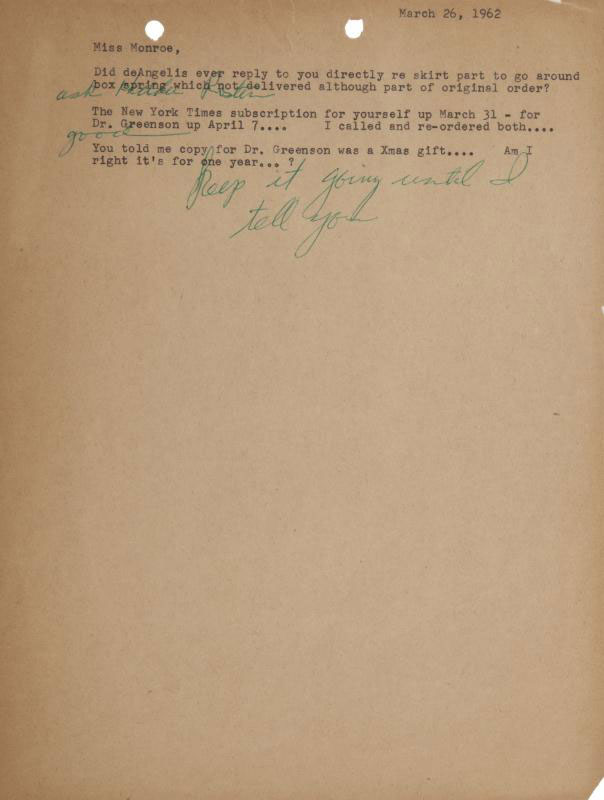 March 26, 1962
Miss Monroe,
Did deAngelis ever reply to you directly re skirt part to go around
box spring which not delivered although part of original order?
ask
The New York Times subscription for yourself up March 31 - for
Dr. Greenson up April 7.... I called and re-ordered both....
good
You told me copy for Dr. Greenson was a Xmas gift.... Am I
right it's for one year... ?
Keep it going until I
tell you